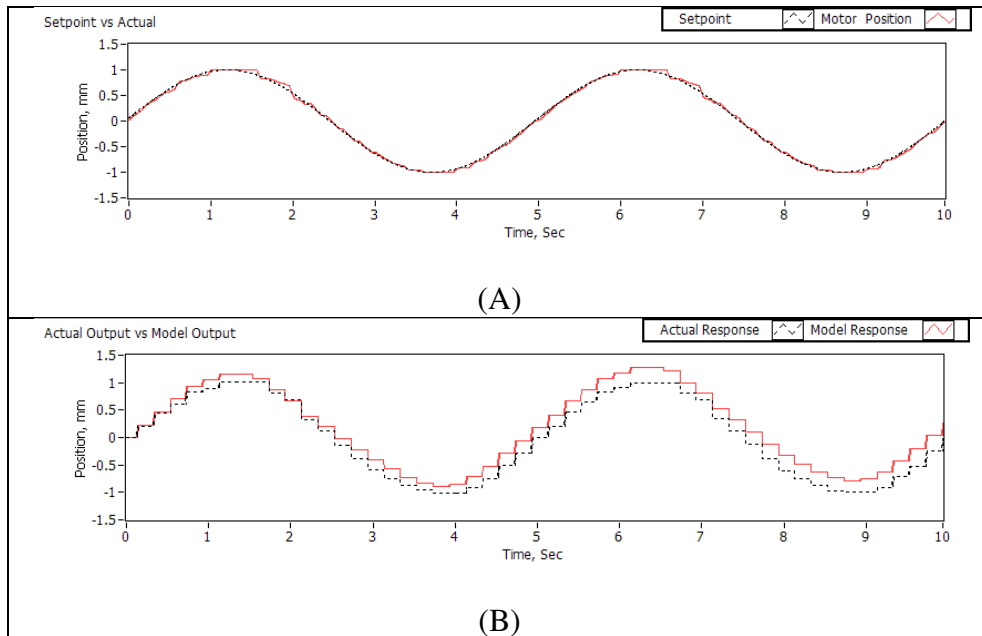 Setpoint vs Actual
Setpoint Motor Position
1.5
1
0.5
0
-0.5
-1
-1.5
Position, mm
0 1 2 3 4 5 6 7 8 9 10
Time, Sec
(A)
Actual Output vs Model Output
Actual Response Model Response
1.5
1
0.5
0
-0.5
-1
-1.5
Position, mm
0 1 2 3 4 5 6 7 8 9 10
Time, Sec
(B)